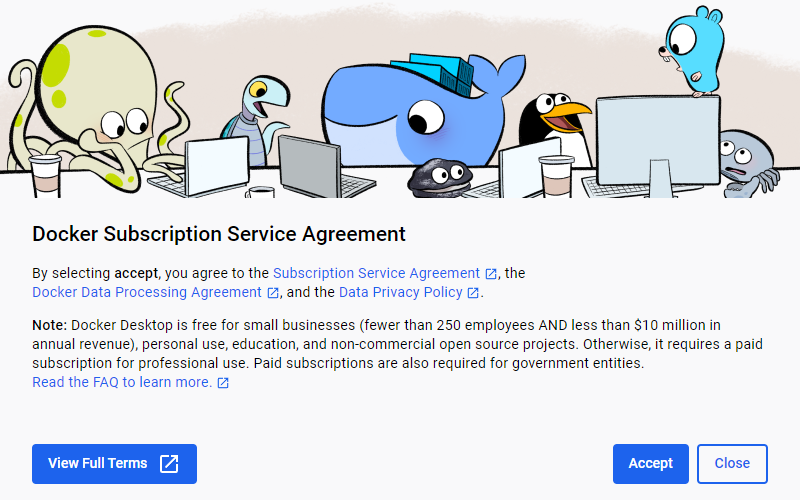 Docker Subscription Service Agreement
By selecting accept, you agree to the Subscription Service Agreement, the
Docker Data Processing Agreement, and the Data Privacy Policy.
Note: Docker Desktop is free for small businesses (fewer than 250 employees AND less than $10 million in
annual revenue), personal use, education, and non-commercial open source projects. Otherwise, it requires a paid
subscription for professional use. Paid subscriptions are also required for government entities.
Read the FAQ to learn more.
View Full Terms
Accept
Close